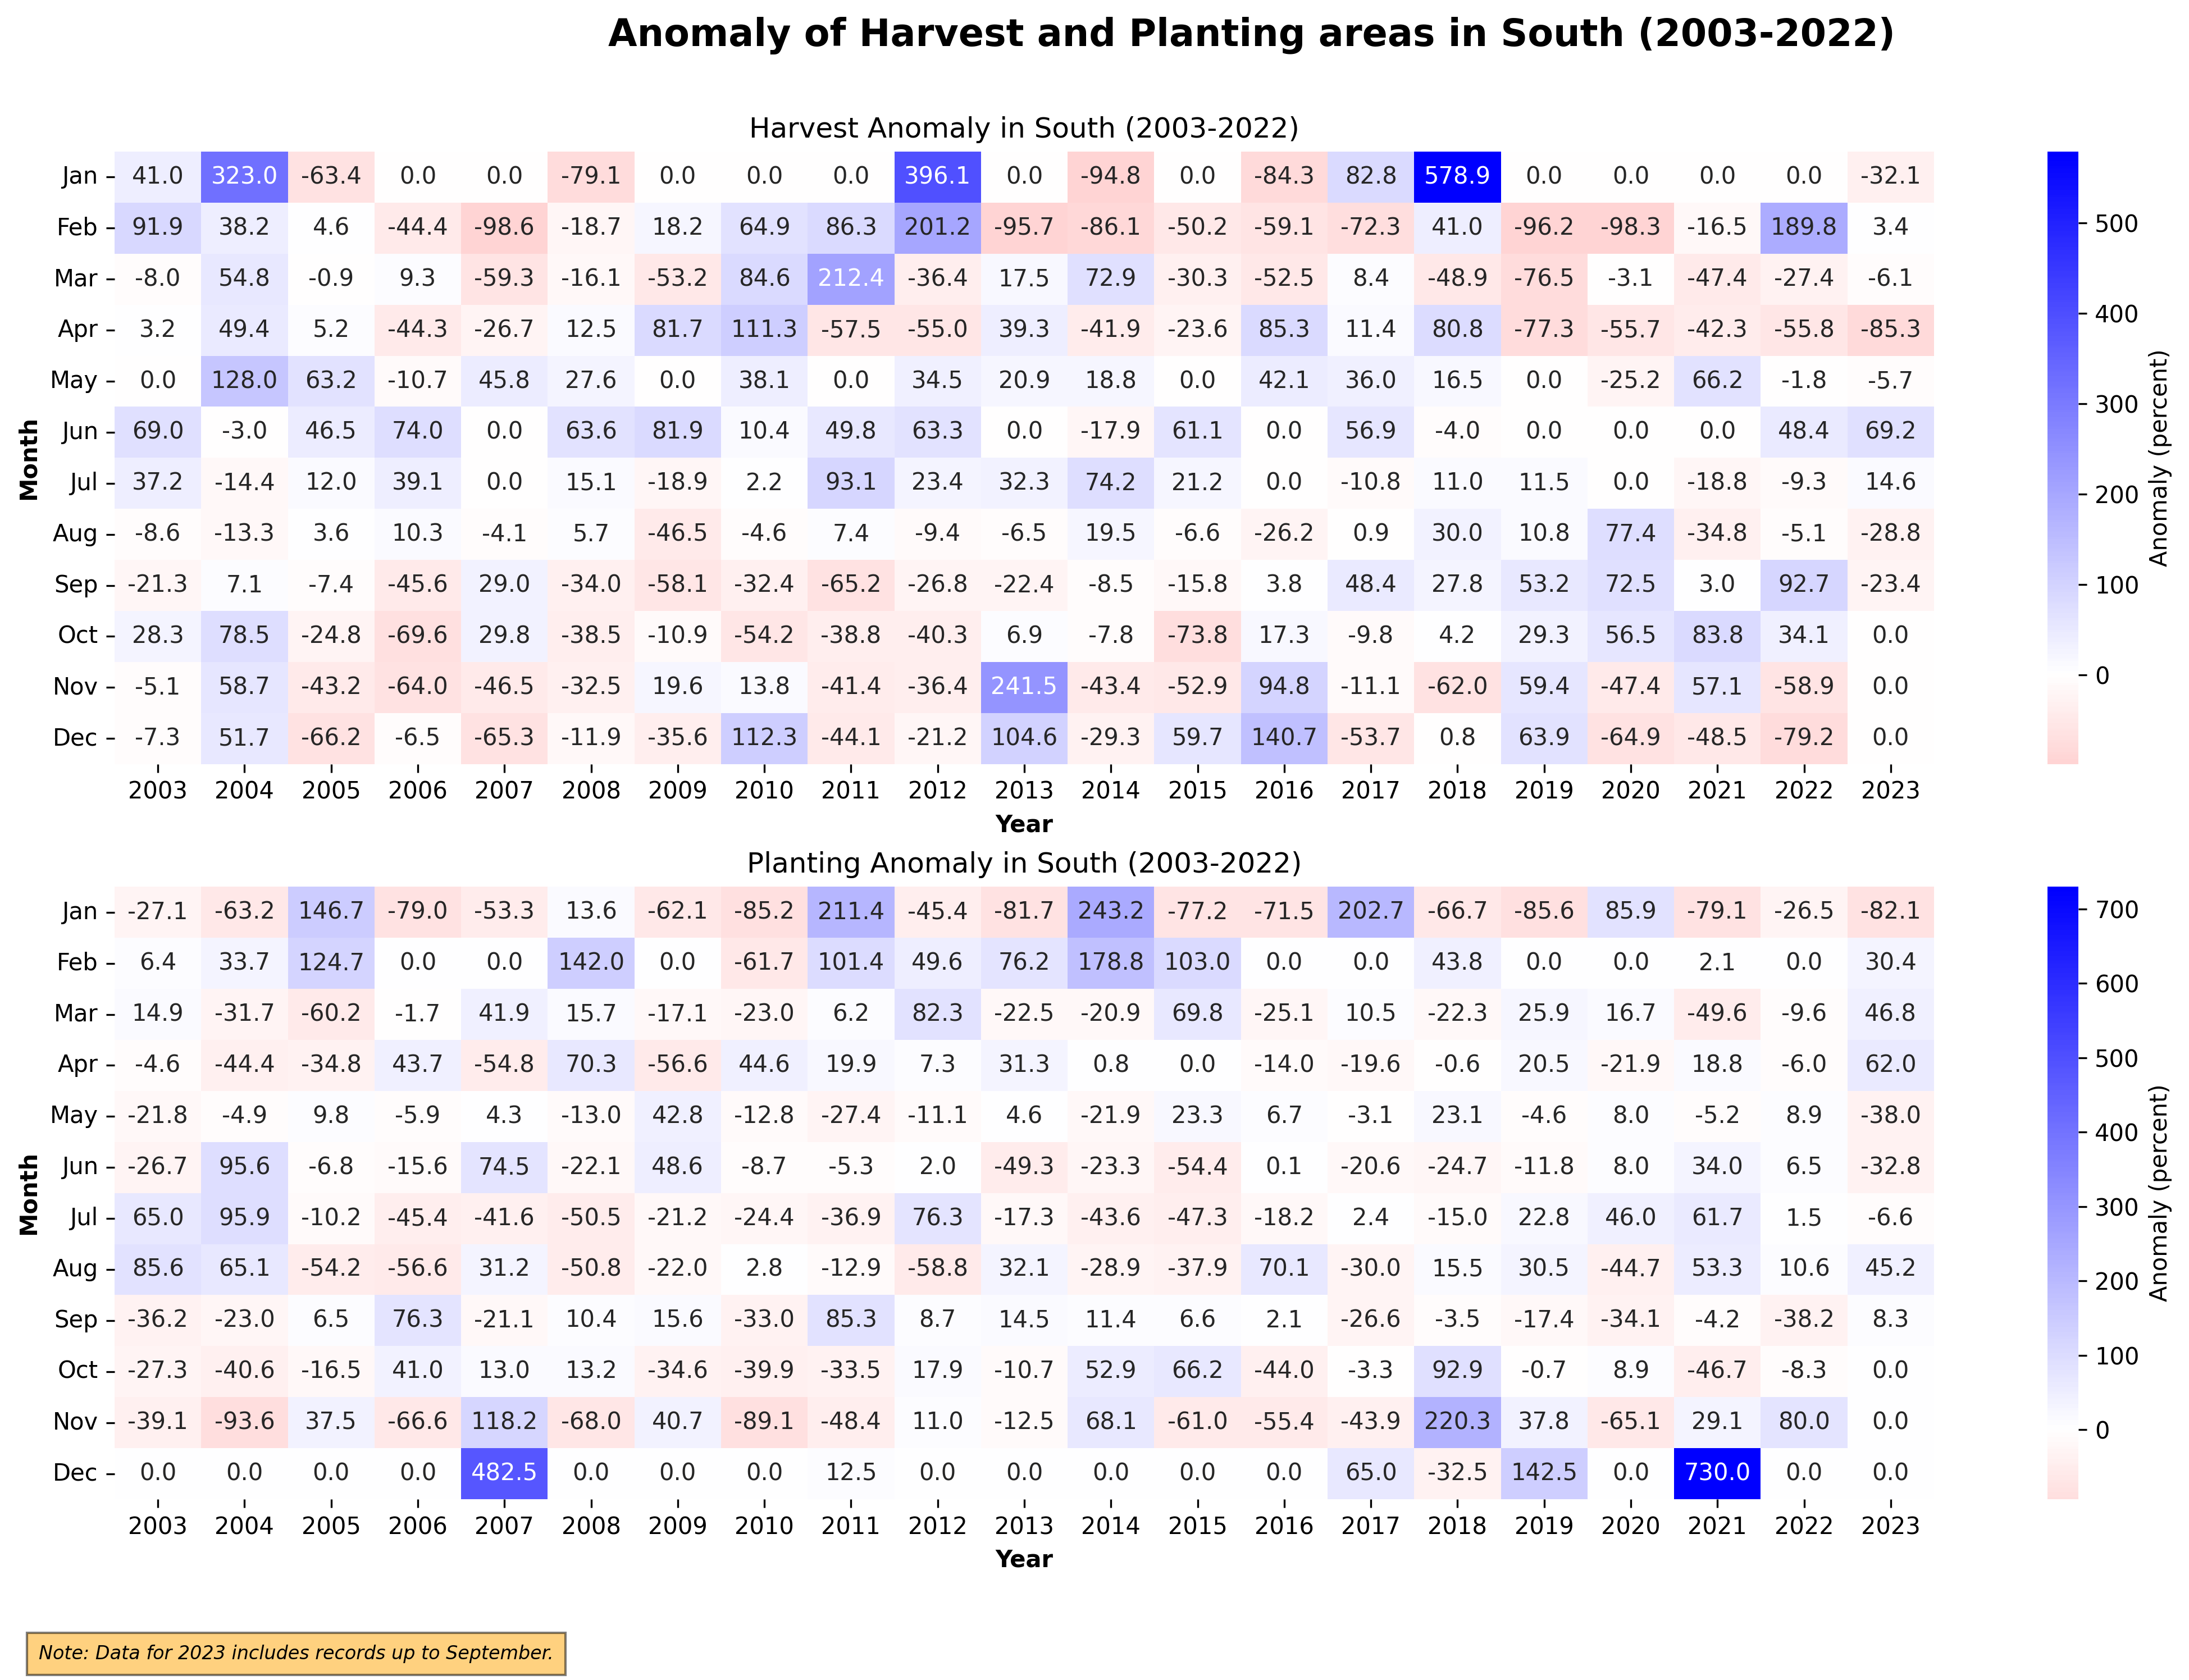 Anomaly of Harvest and Planting areas in South (2003-2022)
Harvest Anomaly in South (2003-2022)
Jan 41.0 323.0 -63.4 0.0 0.0 -79.1 0.0 0.0 0.0 396.1 0.0 -94.8 0.0 -84.3 82.8 578.9 0.0 0.0 0.0 0.0 -32.1
Feb 91.9 38.2 4.6 -44.4 -98.6 -18.7 18.2 64.9 86.3 201.2 -95.7 -86.1 -50.2 -59.1 -72.3 41.0 -96.2 -98.3 -16.5 189.8 3.4
Mar -8.0 54.8 -0.9 9.3 -59.3 -16.1 -53.2 84.6 212.4 -36.4 17.5 72.9 -30.3 -52.5 8.4 -48.9 -76.5 -3.1 -47.4 -27.4 -6.1
Apr 3.2 49.4 5.2 -44.3 -26.7 12.5 81.7 111.3 -57.5 -55.0 39.3 -41.9 -23.6 85.3 11.4 80.8 -77.3 -55.7 -42.3 -55.8 -85.3
May 0.0 128.0 63.2 -10.7 45.8 27.6 0.0 38.1 0.0 34.5 20.9 18.8 0.0 42.1 36.0 16.5 0.0 -25.2 66.2 -1.8 -5.7
Jun 69.0 -3.0 46.5 74.0 0.0 63.6 81.9 10.4 49.8 63.3 0.0 -17.9 61.1 0.0 56.9 -4.0 0.0 0.0 0.0 48.4 69.2
Jul 37.2 -14.4 12.0 39.1 0.0 15.1 -18.9 2.2 93.1 23.4 32.3 74.2 21.2 0.0 -10.8 11.0 11.5 0.0 -18.8 -9.3 14.6
Aug -8.6 -13.3 3.6 10.3 -4.1 5.7 -46.5 -4.6 7.4 -9.4 -6.5 19.5 -6.6 -26.2 0.9 30.0 10.8 77.4 -34.8 -5.1 -28.8
Sep -21.3 7.1 -7.4 -45.6 29.0 -34.0 -58.1 -32.4 -65.2 -26.8 -22.4 -8.5 -15.8 3.8 48.4 27.8 53.2 72.5 3.0 92.7 -23.4
Oct 28.3 78.5 -24.8 -69.6 29.8 -38.5 -10.9 -54.2 -38.8 -40.3 6.9 -7.8 -73.8 17.3 -9.8 4.2 29.3 56.5 83.8 34.1 0.0
Nov -5.1 58.7 -43.2 -64.0 -46.5 -32.5 19.6 13.8 -41.4 -36.4 241.5 -43.4 -52.9 94.8 -11.1 -62.0 59.4 -47.4 57.1 -58.9 0.0
Dec -7.3 51.7 -66.2 -6.5 -65.3 -11.9 -35.6 112.3 -44.1 -21.2 104.6 -29.3 59.7 140.7 -53.7 0.8 63.9 -64.9 -48.5 -79.2 0.0
2003 2004 2005 2006 2007 2008 2009 2010 2011 2012 2013 2014 2015 2016 2017 2018 2019 2020 2021 2022 2023
Year
Month
500
400
300
200
100
0
Anomaly (percent)
Planting Anomaly in South (2003-2022)
Jan -27.1 -63.2 146.7 -79.0 -53.3 13.6 -62.1 -85.2 211.4 -45.4 -81.7 243.2 -77.2 -71.5 202.7 -66.7 -85.6 85.9 -79.1 -26.5 -82.1
Feb 6.4 33.7 124.7 0.0 0.0 142.0 0.0 -61.7 101.4 49.6 76.2 178.8 103.0 0.0 0.0 43.8 0.0 0.0 2.1 0.0 30.4
Mar 14.9 -31.7 -60.2 -1.7 41.9 15.7 -17.1 -23.0 6.2 82.3 -22.5 -20.9 69.8 -25.1 10.5 -22.3 25.9 16.7 -49.6 -9.6 46.8
Apr -4.6 -44.4 -34.8 43.7 -54.8 70.3 -56.6 44.6 19.9 7.3 31.3 0.8 0.0 -14.0 -19.6 -0.6 20.5 -21.9 18.8 -6.0 62.0
May -21.8 -4.9 9.8 -5.9 4.3 -13.0 42.8 -12.8 -27.4 -11.1 4.6 -21.9 23.3 6.7 -3.1 23.1 -4.6 8.0 -5.2 8.9 -38.0
Jun -26.7 95.6 -6.8 -15.6 74.5 -22.1 48.6 -8.7 -5.3 2.0 -49.3 -23.3 -54.4 0.1 -20.6 -24.7 -11.8 8.0 34.0 6.5 -32.8
Jul 65.0 95.9 -10.2 -45.4 -41.6 -50.5 -21.2 -24.4 -36.9 76.3 -17.3 -43.6 -47.3 -18.2 2.4 -15.0 22.8 46.0 61.7 1.5 -6.6
Aug 85.6 65.1 -54.2 -56.6 31.2 -50.8 -22.0 2.8 -12.9 -58.8 32.1 -28.9 -37.9 70.1 -30.0 15.5 30.5 -44.7 53.3 10.6 45.2
Sep -36.2 -23.0 6.5 76.3 -21.1 10.4 15.6 -33.0 85.3 8.7 14.5 11.4 6.6 2.1 -26.6 -3.5 -17.4 -34.1 -4.2 -38.2 8.3
Oct -27.3 -40.6 -16.5 41.0 13.0 13.2 -34.6 -39.9 -33.5 17.9 -10.7 52.9 66.2 -44.0 -3.3 92.9 -0.7 8.9 -46.7 -8.3 0.0
Nov -39.1 -93.6 37.5 -66.6 118.2 -68.0 40.7 -89.1 -48.4 11.0 -12.5 68.1 -61.0 -55.4 -43.9 220.3 37.8 -65.1 29.1 80.0 0.0
Dec 0.0 0.0 0.0 0.0 482.5 0.0 0.0 0.0 12.5 0.0 0.0 0.0 0.0 0.0 65.0 -32.5 142.5 0.0 730.0 0.0 0.0
2003 2004 2005 2006 2007 2008 2009 2010 2011 2012 2013 2014 2015 2016 2017 2018 2019 2020 2021 2022 2023
Year
Month
700
600
500
400
300
200
100
0
Anomaly (percent)
Note: Data for 2023 includes records up to September.